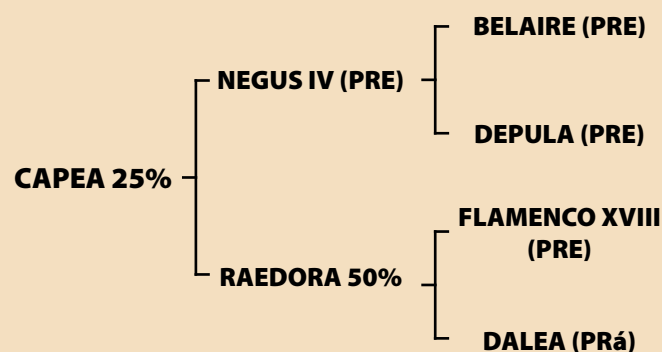 BELAIRE (PRE)
NEGUS IV (PRE)
DEPULA (PRE)
CAPEA 25%
FLAMENCO XVIII
(PRE)
RAEDORA 50%
DALEA (PRá)